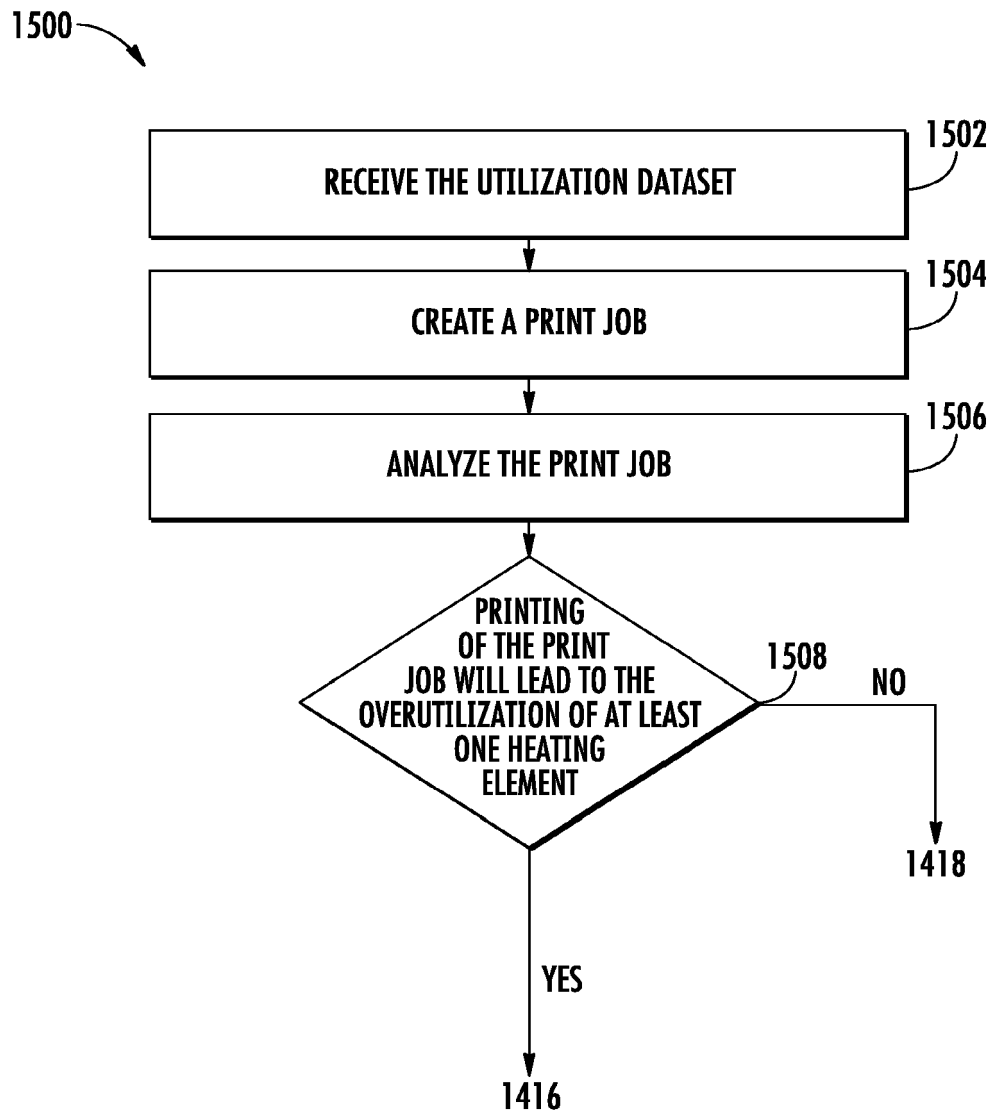 1500
1502
RECEIVE THE UTILIZATION DATASET
1504
CREATE A PRINT JOB
1506
ANALYZE THE PRINT JOB
PRINTING
OF THE PRINT
JOB WILL LEAD TO THE
OVERUTILIZATION OF AT LEAST
ONE HEATING
ELEMENT
1508
NO
1418
YES
1416